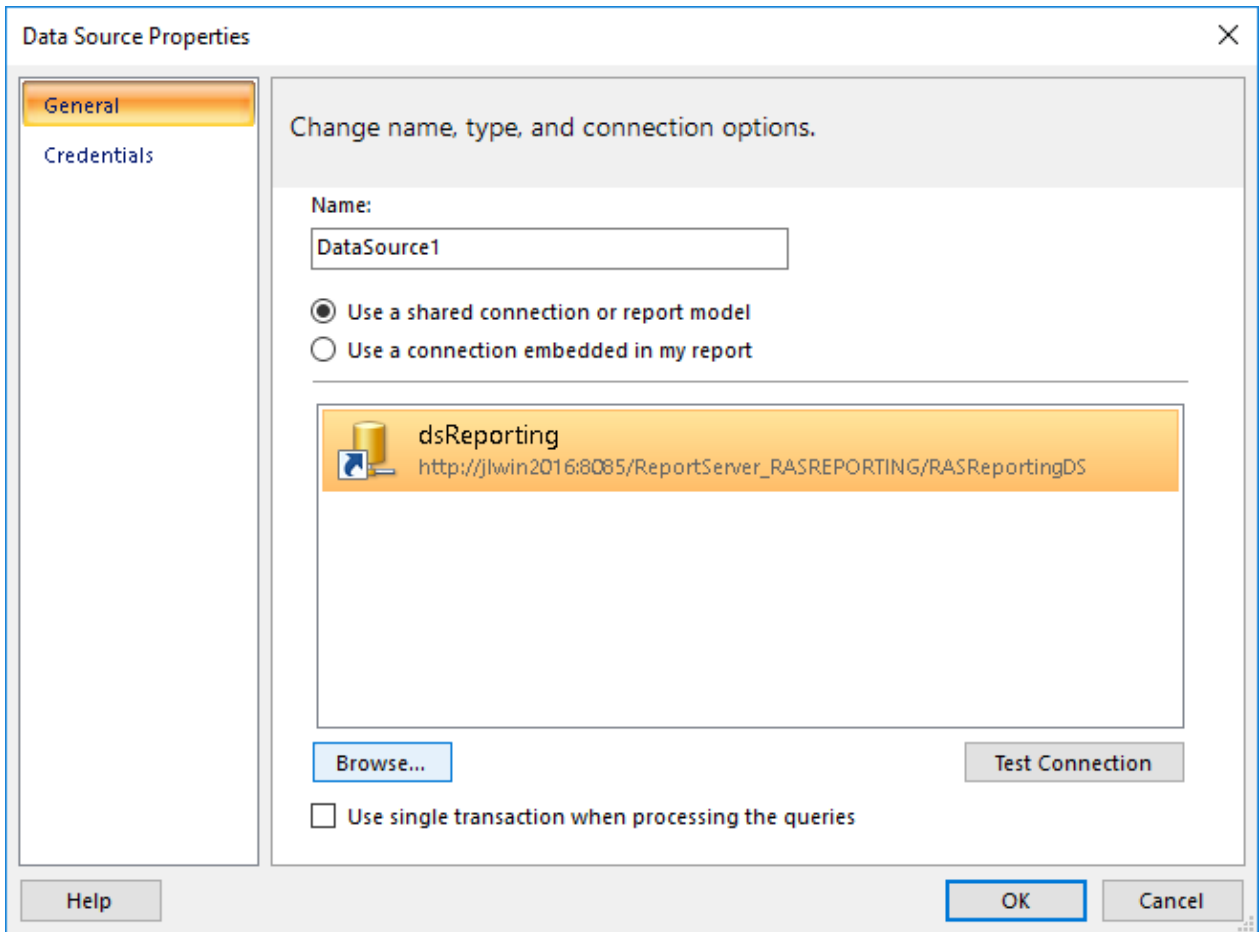 Data Source Properties
General
Credentials
Change name, type, and connection options.
Name:
DataSource1
Use a shared connection or report model
Use a connection embedded in my report
dsReporting
http://jlwin2016:8085/ReportServer_RASREPORTING/RASReportingDS
Browse...
Test Connection
Use single transaction when processing the queries
Help
OK
Cancel